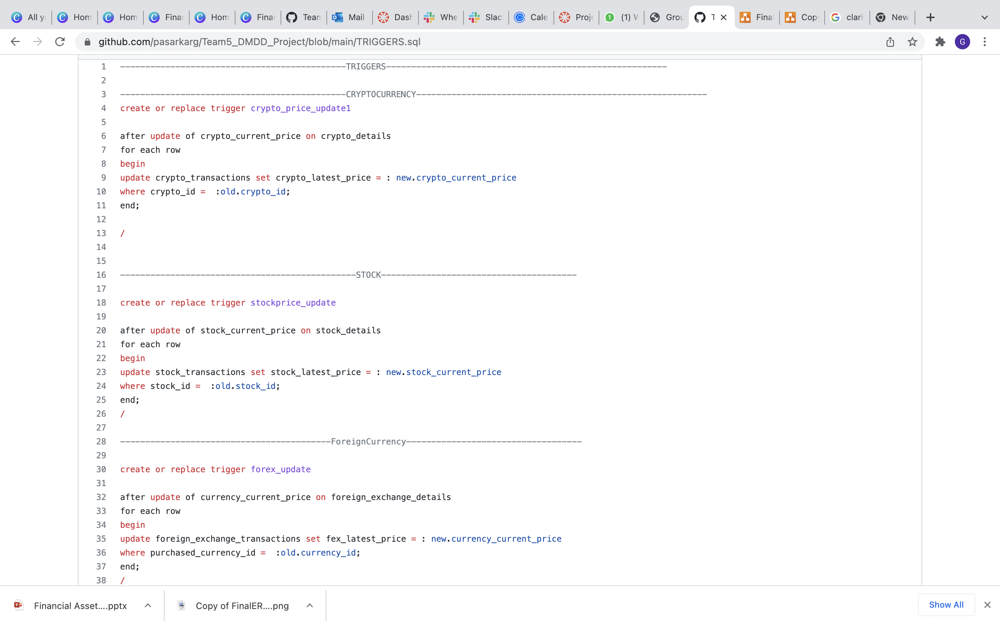 All y Hom Hom Finar Hom Finar Team Mail Dash Whe Slac Cale Proje (1) W Grou T Final Copy clari New
github.com/pasarkarg/Team5_DMDD_Project/blob/main/TRIGGERS.sql G
1 ---------------------------------------------TRIGGERS--------------------------------------------------------
2
3 ---------------------------------------------CRYPTOCURRENCY----------------------------------------------------------
4 create or replace trigger crypto_price_update1
5
6 after update of crypto_current_price on crypto_details
7 for each row
8 begin
9 update crypto_transactions set crypto_latest_price = : new.crypto_current_price
10 where crypto_id =  :old.crypto_id;
11 end;
12
13 /
14
15
16 -----------------------------------------------STOCK---------------------------------------
17
18 create or replace trigger stockprice_update
19
20 after update of stock_current_price on stock_details
21 for each row
22 begin
23 update stock_transactions set stock_latest_price = : new.stock_current_price
24 where stock_id =  :old.stock_id;
25 end;
26 /
27
28 ------------------------------------------ForeignCurrency-----------------------------------
29
30 create or replace trigger forex_update
31
32 after update of currency_current_price on foreign_exchange_details
33 for each row
34 begin
35 update foreign_exchange_transactions set fex_latest_price = : new.currency_current_price
36 where purchased_currency_id =  :old.currency_id;
37 end;
38 /
Financial Asset....pptx Copy of FinalER....png Show All